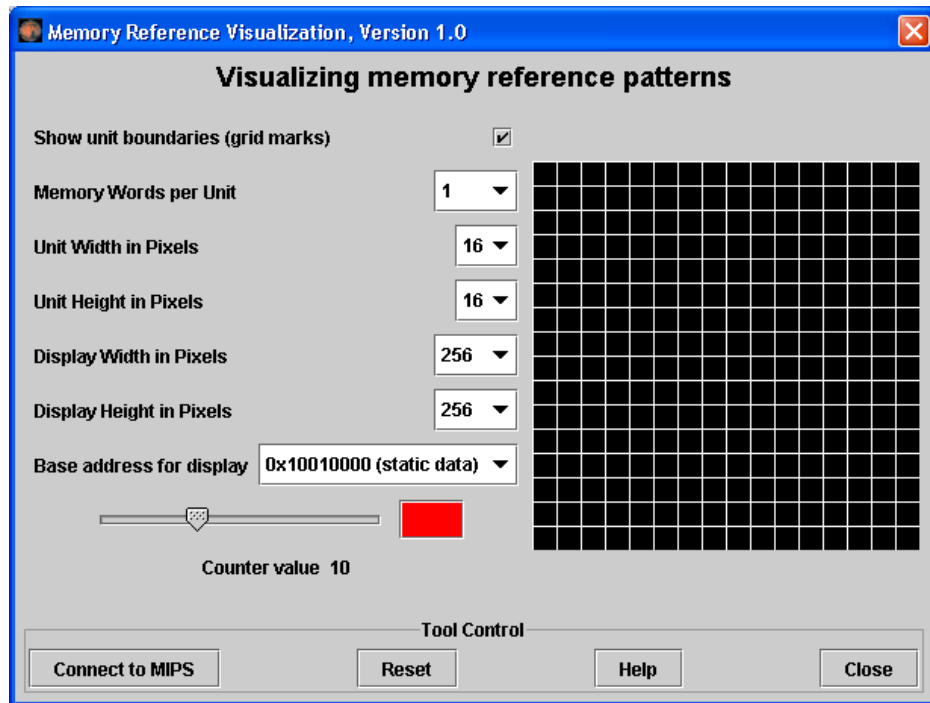 Memory Reference Visualization, Version 1.0
Visualizing memory reference patterns
Show unit boundaries (grid marks)
Memory Words per Unit 1
Unit Width in Pixels 16
Unit Height in Pixels 16
Display Width in Pixels 256
Display Height in Pixels 256
Base address for display 0x10010000 (static data)
Counter value 10
Tool Control
Connect to MIPS Reset Help Close